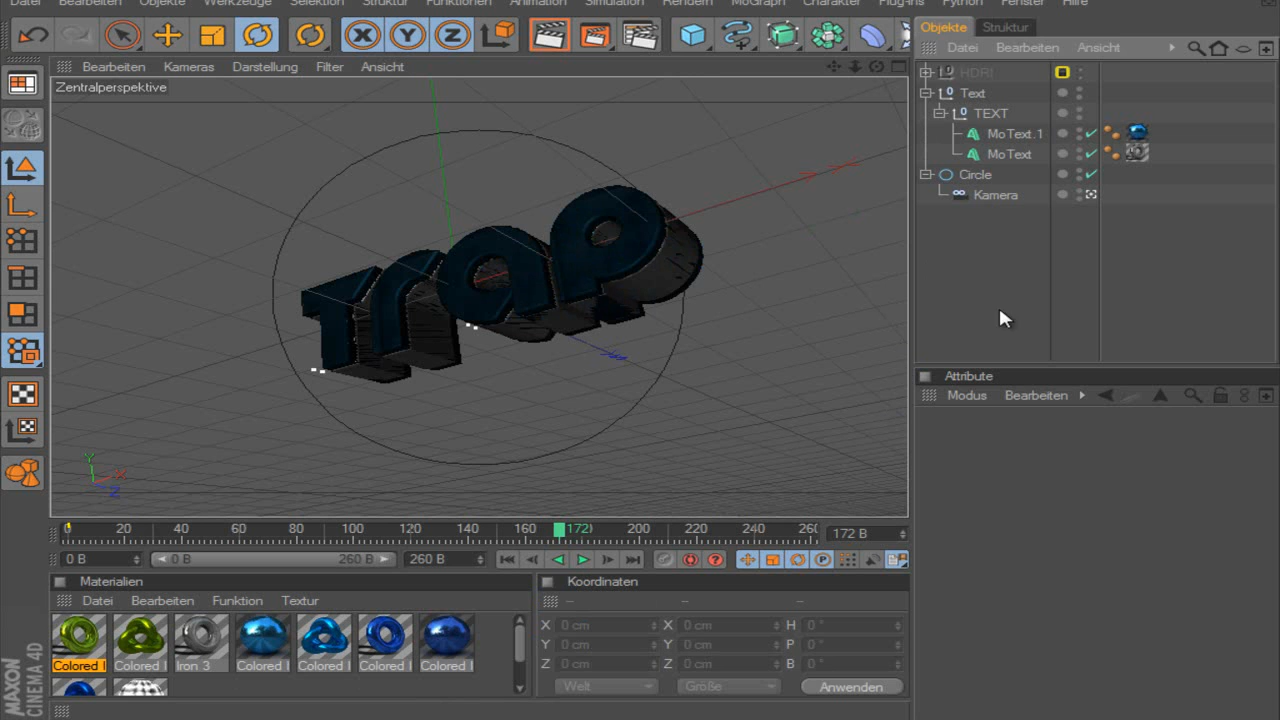 Datei Bearbeiten Objekte Werkzeuge Selektion Struktur Funktionen Animation Simulation Rendern MoGraph Charakter Plug-ins Python Fenster Hilfe
X Y Z
Objekte Struktur
Datei Bearbeiten Ansicht
Bearbeiten Kameras Darstellung Filter Ansicht
Zentralperspektive
HDRI
Text
TEXT
MoText.1
MoText
Circle
Kamera
Trap
Y X Z
Attribute
Modus Bearbeiten
0 20 40 60 80 100 120 140 160 172 200 220 240 26
172 B
0 B 0 B 260 B 260 B
Materialien
Datei Bearbeiten Funktion Textur
Colored I Colored I Iron 3 Colored I Colored I Colored I Colored I
Koordinaten
X 0 cm X 0 cm H 0 °
Y 0 cm Y 0 cm P 0 °
Z 0 cm Z 0 cm B 0 °
Welt Größe Anwenden
MAXON
CINEMA 4D